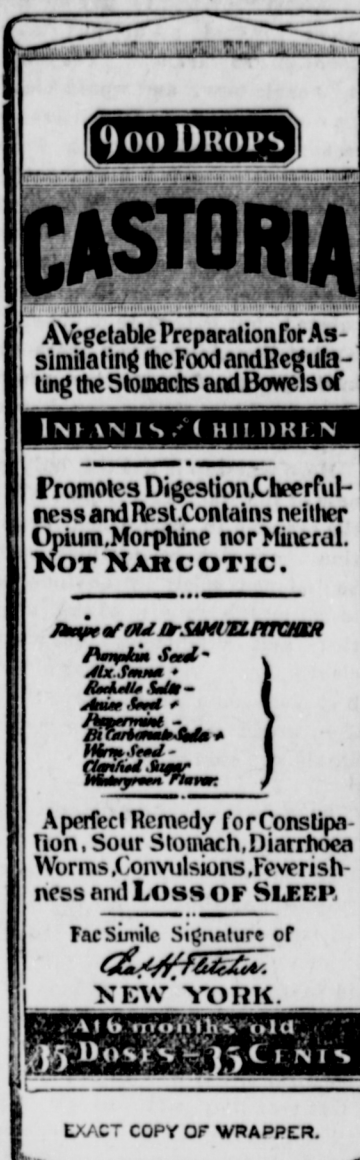 900 DROPS
CASTORIA
AVegetable Preparation for As-
similating the Food and Regula-
ting the Stomachs and Bowels of
INFANTS & CHILDREN
Promotes Digestion,Cheerful-
ness and Rest.Contains neither
Opium,Morphine nor Mineral.
NOT NARCOTIC.
Recipe of Old Dr SAMUEL PITCHER
Pumpkin Seed -
Alx.Senna +
Rochelle Salts -
Anise Seed +
Peppermint -
Bi Carbonate Soda +
Worm Seed -
Clarified Sugar
Wintergreen Flavor.
A perfect Remedy for Constipa-
tion, Sour Stomach,Diarrhoea
Worms,Convulsions,Feverish-
ness and LOSS OF SLEEP.
Fac Simile Signature of
Chas H. Fletcher.
NEW YORK.
At 6 months old
35 DOSES - 35 CENTS
EXACT COPY OF WRAPPER.